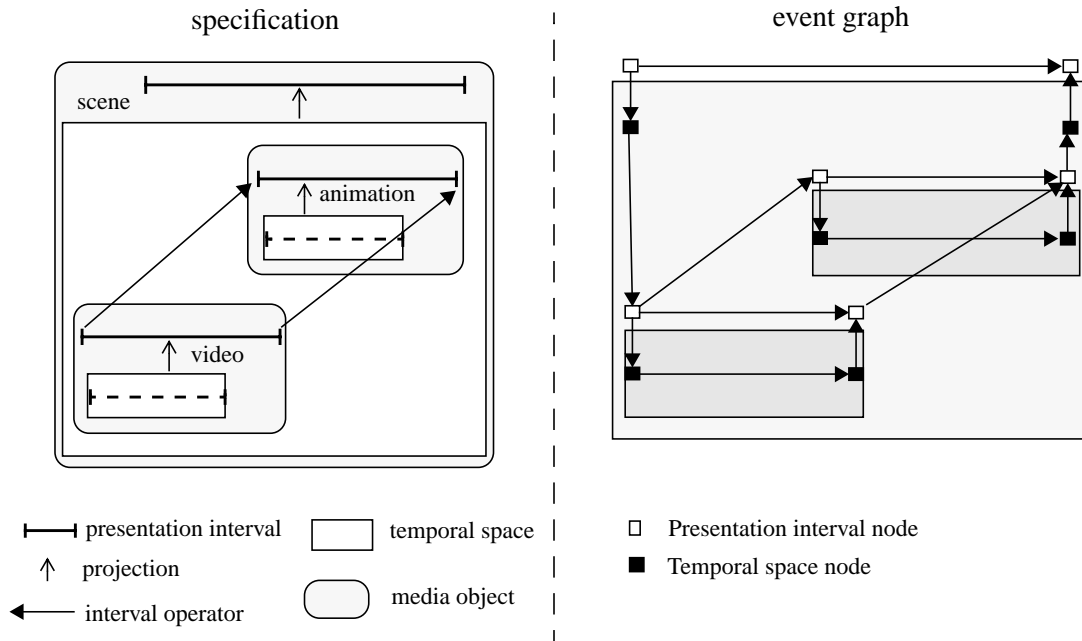 specification
event graph
scene
animation
video
presentation interval
temporal space
projection
media object
interval operator
Presentation interval node
Temporal space node